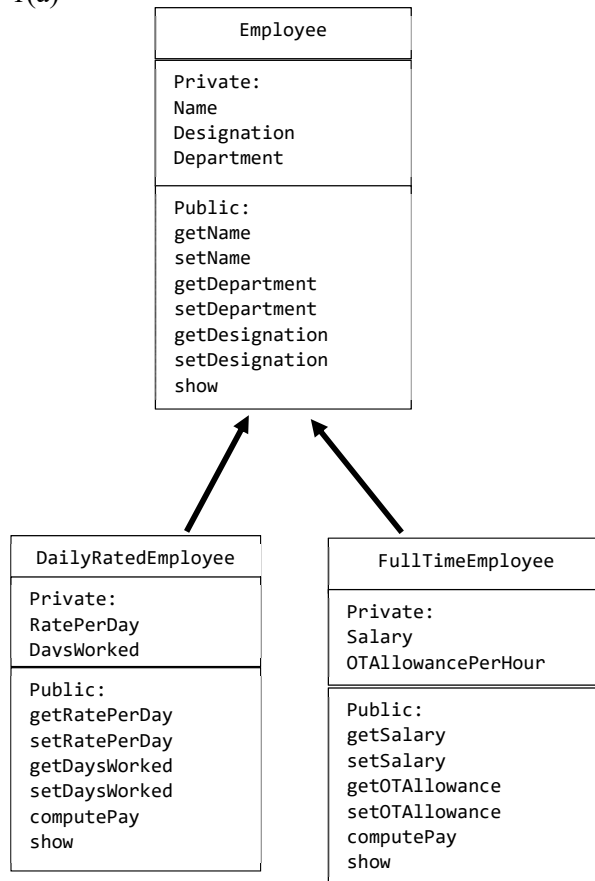 1(a)
Employee
Private:
Name
Designation
Department
Public:
getName
setName
getDepartment
setDepartment
getDesignation
setDesignation
show
DailyRatedEmployee
Private:
RatePerDay
DaysWorked
Public:
getRatePerDay
setRatePerDay
getDaysWorked
setDaysWorked
computePay
show
FullTimeEmployee
Private:
Salary
OTAllowancePerHour
Public:
getSalary
setSalary
getOTAllowance
setOTAllowance
computePay
show